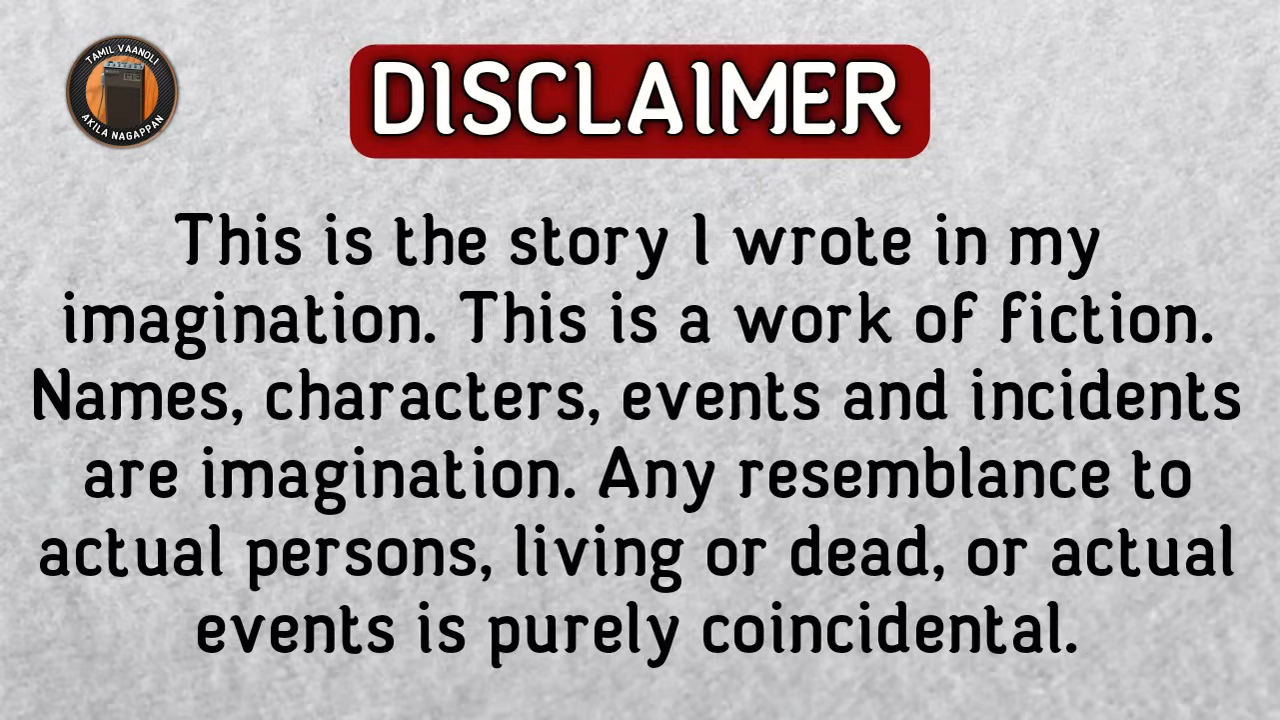 TAMIL VAANOLI
AKILA NAGAPPAN
DISCLAIMER
This is the story I wrote in my
imagination. This is a work of fiction.
Names, characters, events and incidents
are imagination. Any resemblance to
actual persons, living or dead, or actual
events is purely coincidental.